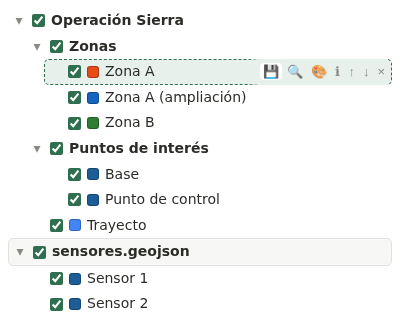 Operación Sierra
Zonas
Zona A
Zona A (ampliación)
Zona B
Puntos de interés
Base
Punto de control
Trayecto
sensores.geojson
Sensor 1
Sensor 2